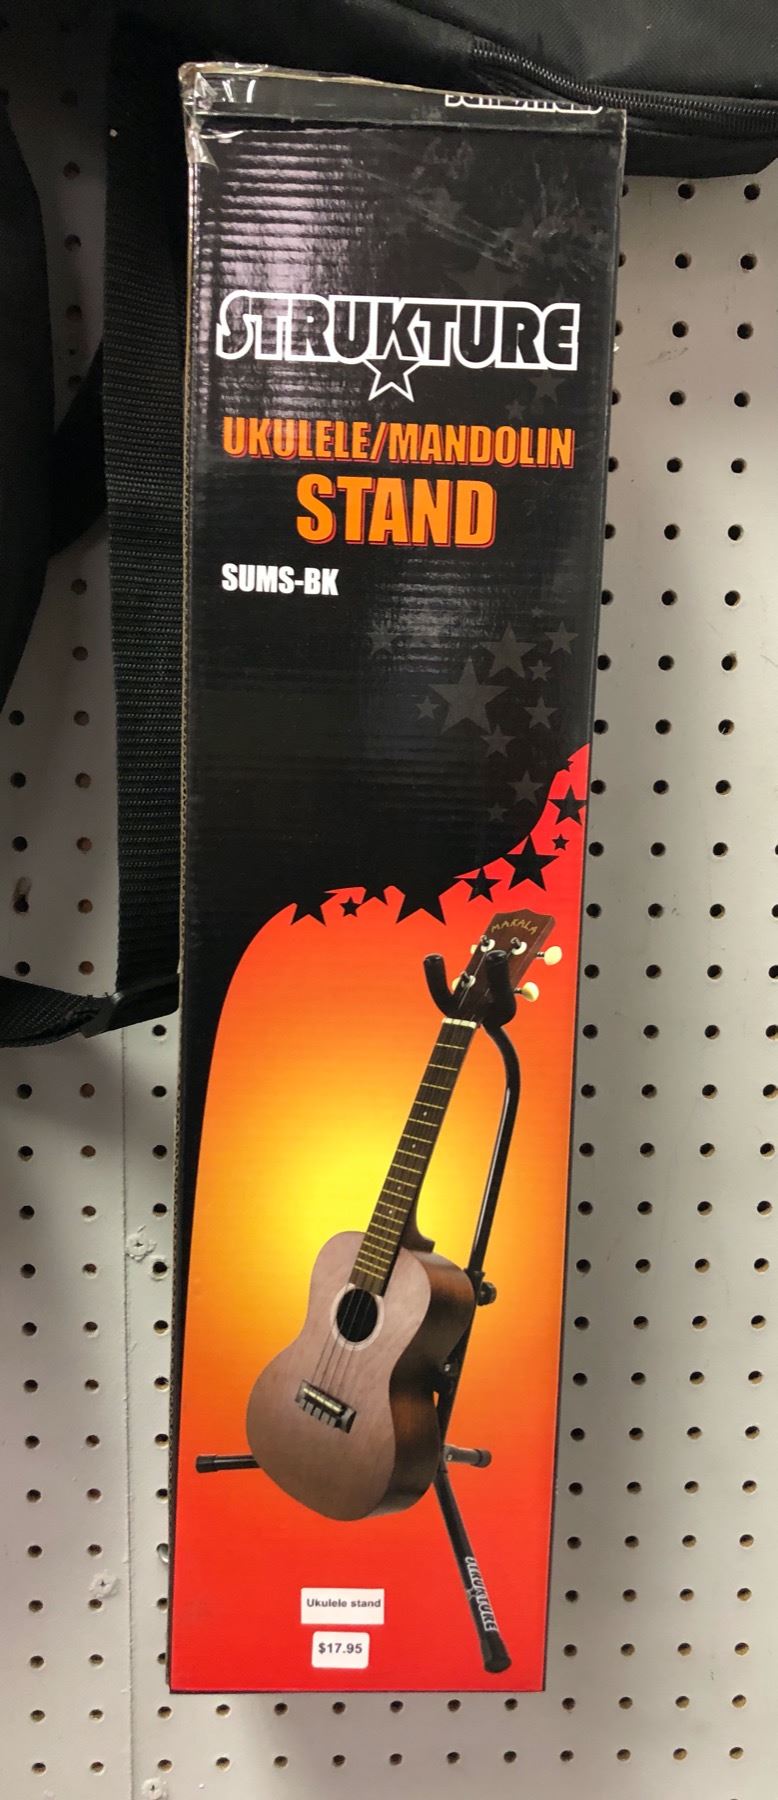 STRUKTURE
UKULELE/MANDOLIN
STAND
SUMS-BK
MAKALA
STRUKTURE
Ukulele stand
$17.95